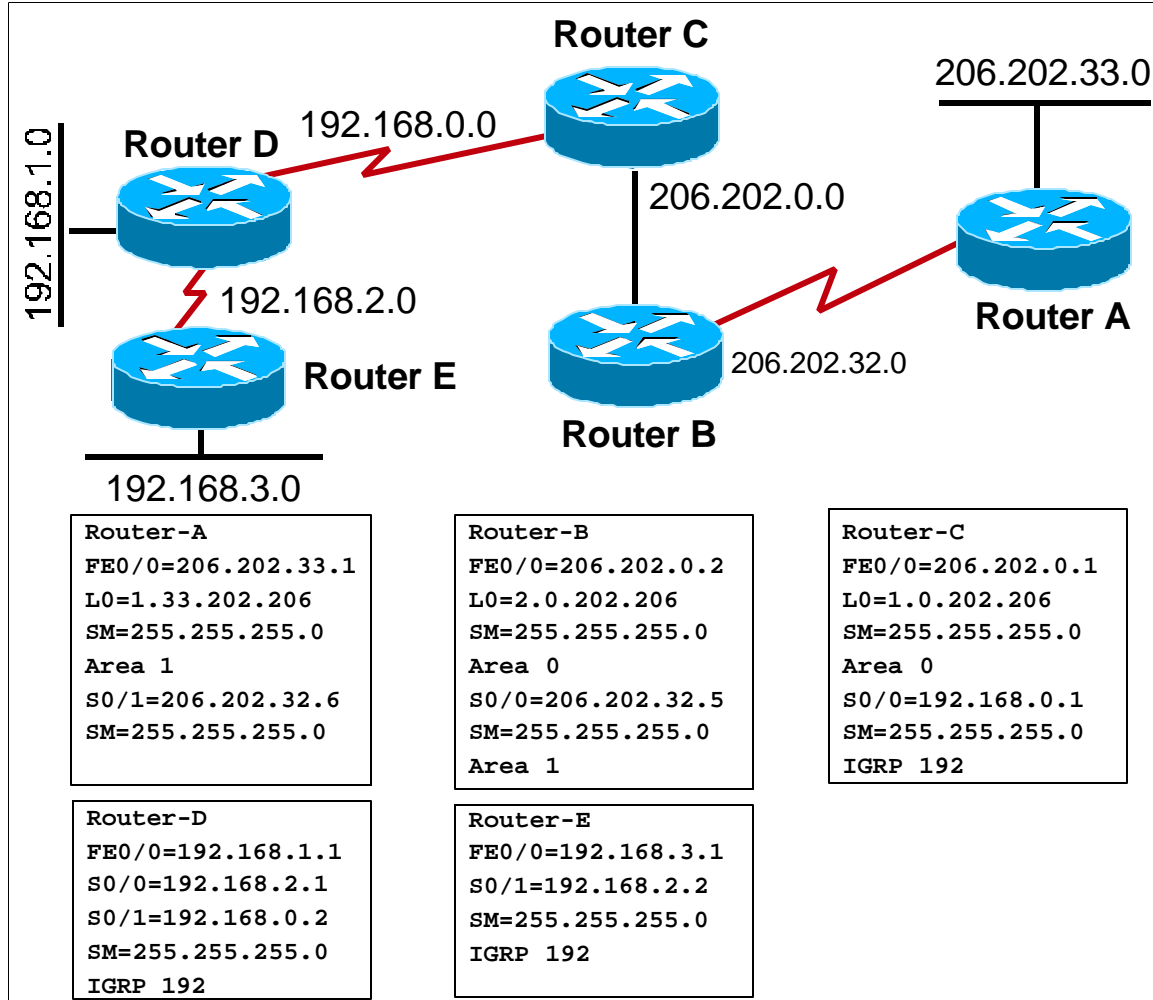 Router C
206.202.33.0
192.168.0.0
Router D
192.168.1.0
206.202.0.0
192.168.2.0
Router A
Router E
206.202.32.0
Router B
192.168.3.0
Router-A
FE0/0=206.202.33.1
L0=1.33.202.206
SM=255.255.255.0
Area 1
S0/1=206.202.32.6
SM=255.255.255.0
Router-B
FE0/0=206.202.0.2
L0=2.0.202.206
SM=255.255.255.0
Area 0
S0/0=206.202.32.5
SM=255.255.255.0
Area 1
Router-C
FE0/0=206.202.0.1
L0=1.0.202.206
SM=255.255.255.0
Area 0
S0/0=192.168.0.1
SM=255.255.255.0
IGRP 192
Router-D
FE0/0=192.168.1.1
S0/0=192.168.2.1
S0/1=192.168.0.2
SM=255.255.255.0
IGRP 192
Router-E
FE0/0=192.168.3.1
S0/1=192.168.2.2
SM=255.255.255.0
IGRP 192